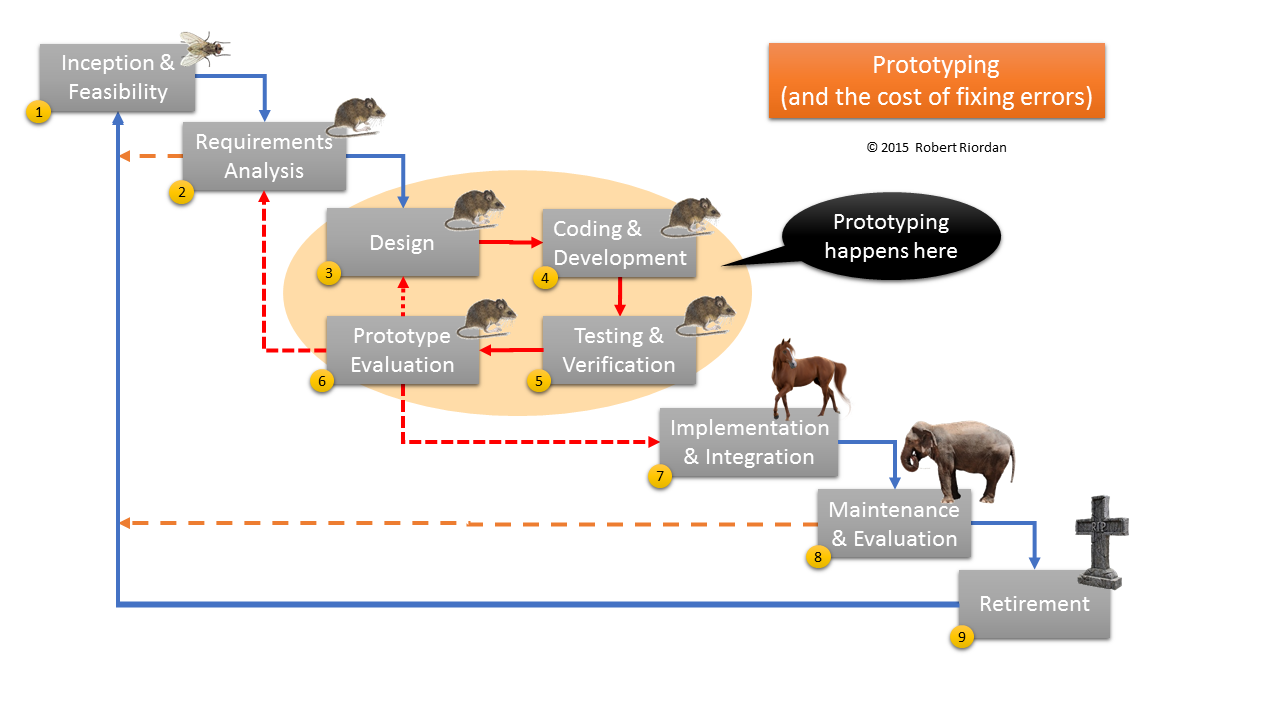 Prototyping
(and the cost of fixing errors)
© 2015 Robert Riordan
Inception &
Feasibility
1
Requirements
Analysis
2
Prototyping
happens here
Design
3
Coding &
Development
4
Testing &
Verification
5
Prototype
Evaluation
6
Implementation
& Integration
7
Maintenance
& Evaluation
8
RIP
Retirement
9